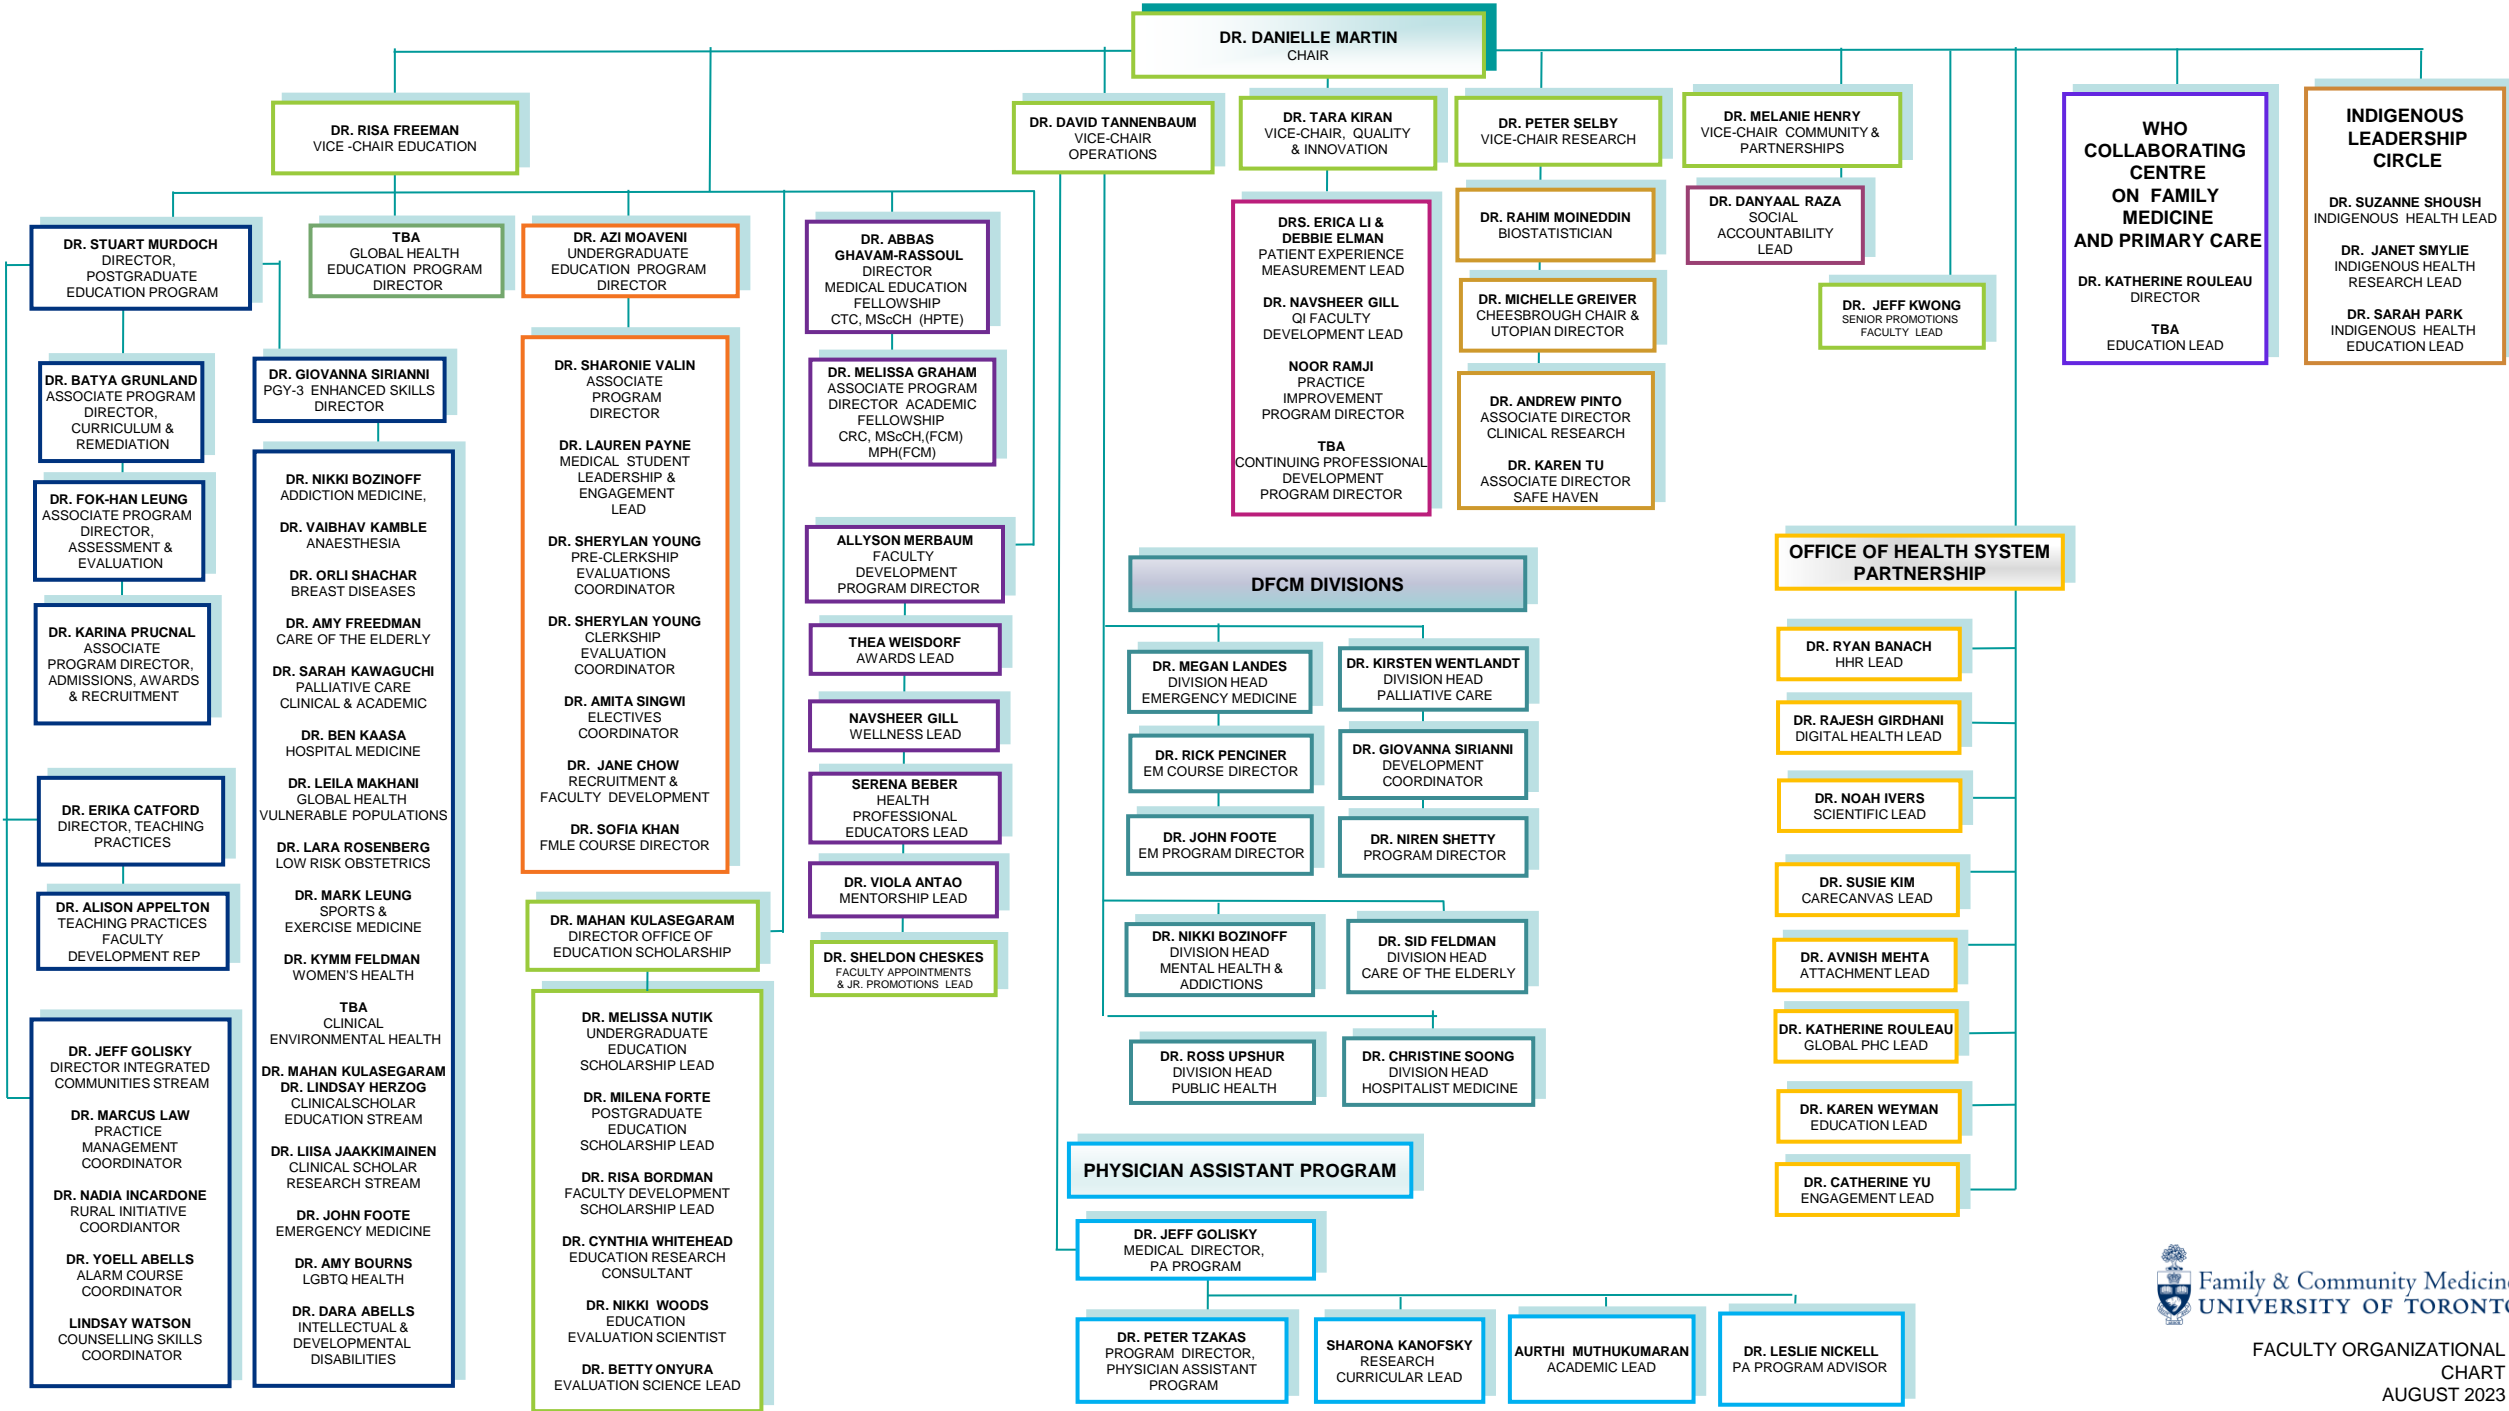 DR. DANIELLE MARTIN
CHAIR
DR. RISA FREEMAN
VICE -CHAIR EDUCATION
DR. DAVID TANNENBAUM
VICE-CHAIR
OPERATIONS
DR. TARA KIRAN
VICE-CHAIR, QUALITY
& INNOVATION
DR. PETER SELBY
VICE-CHAIR RESEARCH
DR. MELANIE HENRY
VICE-CHAIR COMMUNITY &
PARTNERSHIPS
WHO
COLLABORATING
CENTRE
ON FAMILY
MEDICINE
AND PRIMARY CARE
DR. KATHERINE ROULEAU
DIRECTOR
TBA
EDUCATION LEAD
INDIGENOUS
LEADERSHIP
CIRCLE
DR. SUZANNE SHOUSH
INDIGENOUS HEALTH LEAD
DR. JANET SMYLIE
INDIGENOUS HEALTH
RESEARCH LEAD
DR. SARAH PARK
INDIGENOUS HEALTH
EDUCATION LEAD
DR. STUART MURDOCH
DIRECTOR,
POSTGRADUATE
EDUCATION PROGRAM
TBA
GLOBAL HEALTH
EDUCATION PROGRAM
DIRECTOR
DR. AZI MOAVENI
UNDERGRADUATE
EDUCATION PROGRAM
DIRECTOR
DR. ABBAS
GHAVAM-RASSOUL
DIRECTOR
MEDICAL EDUCATION
FELLOWSHIP
CTC, MScCH (HPTE)
DR. MELISSA GRAHAM
ASSOCIATE PROGRAM
DIRECTOR ACADEMIC
FELLOWSHIP
CRC, MScCH,(FCM)
MPH(FCM)
DRS. ERICA LI &
DEBBIE ELMAN
PATIENT EXPERIENCE
MEASUREMENT LEAD
DR. NAVSHEER GILL
QI FACULTY
DEVELOPMENT LEAD
NOOR RAMJI
PRACTICE
IMPROVEMENT
PROGRAM DIRECTOR
TBA
CONTINUING PROFESSIONAL
DEVELOPMENT
PROGRAM DIRECTOR
DR. RAHIM MOINEDDIN
BIOSTATISTICIAN
DR. MICHELLE GREIVER
CHEESBROUGH CHAIR &
UTOPIAN DIRECTOR
DR. ANDREW PINTO
ASSOCIATE DIRECTOR
CLINICAL RESEARCH
DR. KAREN TU
ASSOCIATE DIRECTOR
SAFE HAVEN
DR. DANYAAL RAZA
SOCIAL
ACCOUNTABILITY
LEAD
DR. JEFF KWONG
SENIOR PROMOTIONS
FACULTY LEAD
DR. BATYA GRUNLAND
ASSOCIATE PROGRAM
DIRECTOR,
CURRICULUM &
REMEDIATION
DR. FOK-HAN LEUNG
ASSOCIATE PROGRAM
DIRECTOR,
ASSESSMENT &
EVALUATION
DR. KARINA PRUCNAL
ASSOCIATE
PROGRAM DIRECTOR,
ADMISSIONS, AWARDS
& RECRUITMENT
DR. ERIKA CATFORD
DIRECTOR, TEACHING
PRACTICES
DR. ALISON APPELTON
TEACHING PRACTICES
FACULTY
DEVELOPMENT REP
DR. JEFF GOLISKY
DIRECTOR INTEGRATED
COMMUNITIES STREAM
DR. MARCUS LAW
PRACTICE
MANAGEMENT
COORDINATOR
DR. NADIA INCARDONE
RURAL INITIATIVE
COORDIANTOR
DR. YOELL ABELLS
ALARM COURSE
COORDINATOR
LINDSAY WATSON
COUNSELLING SKILLS
COORDINATOR
DR. GIOVANNA SIRIANNI
PGY-3 ENHANCED SKILLS
DIRECTOR
DR. NIKKI BOZINOFF
ADDICTION MEDICINE,
DR. VAIBHAV KAMBLE
ANAESTHESIA
DR. ORLI SHACHAR
BREAST DISEASES
DR. AMY FREEDMAN
CARE OF THE ELDERLY
DR. SARAH KAWAGUCHI
PALLIATIVE CARE
CLINICAL & ACADEMIC
DR. BEN KAASA
HOSPITAL MEDICINE
DR. LEILA MAKHANI
GLOBAL HEALTH
VULNERABLE POPULATIONS
DR. LARA ROSENBERG
LOW RISK OBSTETRICS
DR. MARK LEUNG
SPORTS &
EXERCISE MEDICINE
DR. KYMM FELDMAN
WOMEN'S HEALTH
TBA
CLINICAL
ENVIRONMENTAL HEALTH
DR. MAHAN KULASEGARAM
DR. LINDSAY HERZOG
CLINICALSCHOLAR
EDUCATION STREAM
DR. LIISA JAAKKIMAINEN
CLINICAL SCHOLAR
RESEARCH STREAM
DR. JOHN FOOTE
EMERGENCY MEDICINE
DR. AMY BOURNS
LGBTQ HEALTH
DR. DARA ABELLS
INTELLECTUAL &
DEVELOPMENTAL
DISABILITIES
DR. SHARONIE VALIN
ASSOCIATE
PROGRAM
DIRECTOR
DR. LAUREN PAYNE
MEDICAL STUDENT
LEADERSHIP &
ENGAGEMENT
LEAD
DR. SHERYLAN YOUNG
PRE-CLERKSHIP
EVALUATIONS
COORDINATOR
DR. SHERYLAN YOUNG
CLERKSHIP
EVALUATION
COORDINATOR
DR. AMITA SINGWI
ELECTIVES
COORDINATOR
DR. JANE CHOW
RECRUITMENT &
FACULTY DEVELOPMENT
DR. SOFIA KHAN
FMLE COURSE DIRECTOR
DR. MAHAN KULASEGARAM
DIRECTOR OFFICE OF
EDUCATION SCHOLARSHIP
DR. MELISSA NUTIK
UNDERGRADUATE
EDUCATION
SCHOLARSHIP LEAD
DR. MILENA FORTE
POSTGRADUATE
EDUCATION
SCHOLARSHIP LEAD
DR. RISA BORDMAN
FACULTY DEVELOPMENT
SCHOLARSHIP LEAD
DR. CYNTHIA WHITEHEAD
EDUCATION RESEARCH
CONSULTANT
DR. NIKKI WOODS
EDUCATION
EVALUATION SCIENTIST
DR. BETTY ONYURA
EVALUATION SCIENCE LEAD
ALLYSON MERBAUM
FACULTY
DEVELOPMENT
PROGRAM DIRECTOR
THEA WEISDORF
AWARDS LEAD
NAVSHEER GILL
WELLNESS LEAD
SERENA BEBER
HEALTH
PROFESSIONAL
EDUCATORS LEAD
DR. VIOLA ANTAO
MENTORSHIP LEAD
DR. SHELDON CHESKES
FACULTY APPOINTMENTS
& JR. PROMOTIONS LEAD
DFCM DIVISIONS
DR. MEGAN LANDES
DIVISION HEAD
EMERGENCY MEDICINE
DR. KIRSTEN WENTLANDT
DIVISION HEAD
PALLIATIVE CARE
DR. RICK PENCINER
EM COURSE DIRECTOR
DR. GIOVANNA SIRIANNI
DEVELOPMENT
COORDINATOR
DR. JOHN FOOTE
EM PROGRAM DIRECTOR
DR. NIREN SHETTY
PROGRAM DIRECTOR
DR. NIKKI BOZINOFF
DIVISION HEAD
MENTAL HEALTH &
ADDICTIONS
DR. SID FELDMAN
DIVISION HEAD
CARE OF THE ELDERLY
DR. ROSS UPSHUR
DIVISION HEAD
PUBLIC HEALTH
DR. CHRISTINE SOONG
DIVISION HEAD
HOSPITALIST MEDICINE
PHYSICIAN ASSISTANT PROGRAM
DR. JEFF GOLISKY
MEDICAL DIRECTOR,
PA PROGRAM
DR. PETER TZAKAS
PROGRAM DIRECTOR,
PHYSICIAN ASSISTANT
PROGRAM
SHARONA KANOFSKY
RESEARCH
CURRICULAR LEAD
AURTHI MUTHUKUMARAN
ACADEMIC LEAD
DR. LESLIE NICKELL
PA PROGRAM ADVISOR
OFFICE OF HEALTH SYSTEM
PARTNERSHIP
DR. RYAN BANACH
HHR LEAD
DR. RAJESH GIRDHANI
DIGITAL HEALTH LEAD
DR. NOAH IVERS
SCIENTIFIC LEAD
DR. SUSIE KIM
CARECANVAS LEAD
DR. AVNISH MEHTA
ATTACHMENT LEAD
DR. KATHERINE ROULEAU
GLOBAL PHC LEAD
DR. KAREN WEYMAN
EDUCATION LEAD
DR. CATHERINE YU
ENGAGEMENT LEAD
Family & Community Medicine
UNIVERSITY OF TORONTO
FACULTY ORGANIZATIONAL
CHART
AUGUST 2023